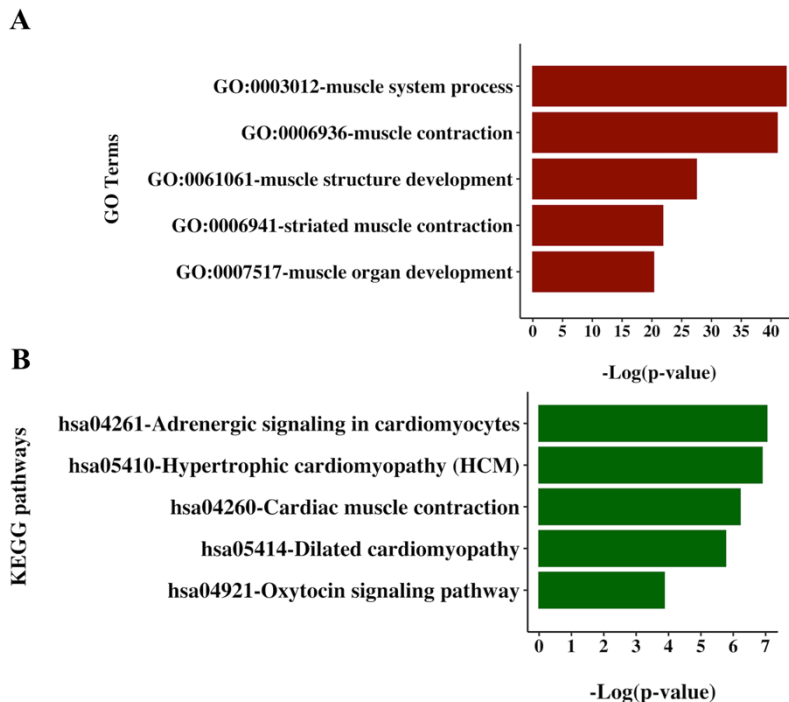 A
GO Terms
GO:0003012-muscle system process
GO:0006936-muscle contraction
GO:0061061-muscle structure development
GO:0006941-striated muscle contraction
GO:0007517-muscle organ development
0 5 10 15 20 25 30 35 40
-Log(p-value)
B
KEGG pathways
hsa04261-Adrenergic signaling in cardiomyocytes
hsa05410-Hypertrophic cardiomyopathy (HCM)
hsa04260-Cardiac muscle contraction
hsa05414-Dilated cardiomyopathy
hsa04921-Oxytocin signaling pathway
0 1 2 3 4 5 6 7
-Log(p-value)